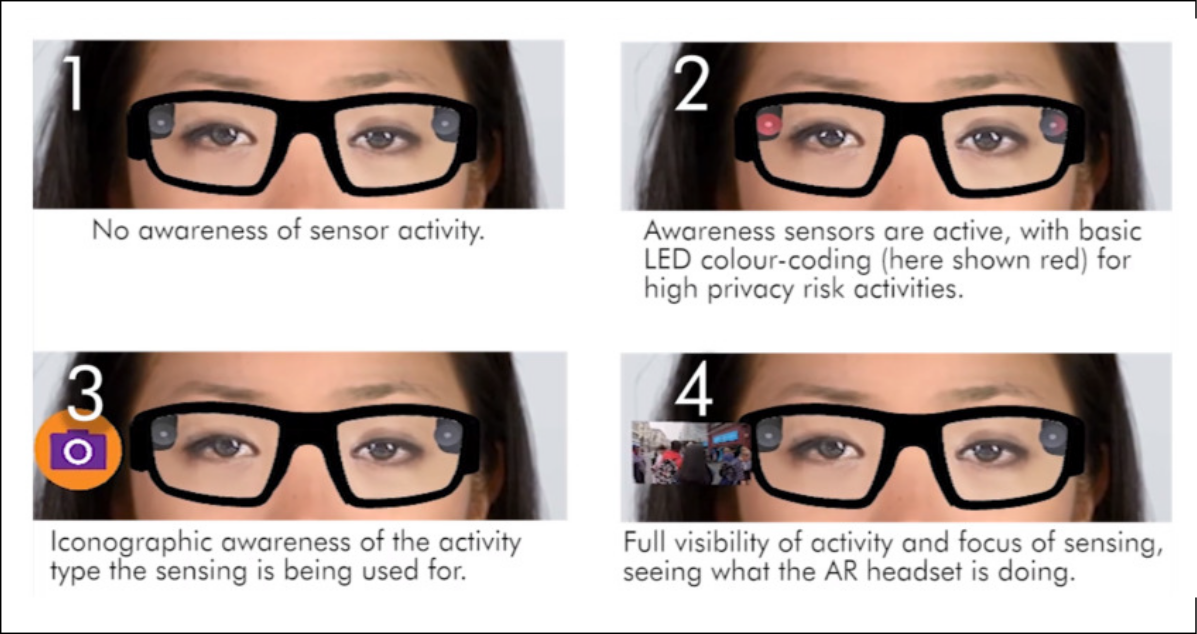 1
No awareness of sensor activity.
2
Awareness sensors are active, with basic
LED colour-coding (here shown red) for
high privacy risk activities.
3
Iconographic awareness of the activity
type the sensing is being used for.
4
Full visibility of activity and focus of sensing,
seeing what the AR headset is doing.